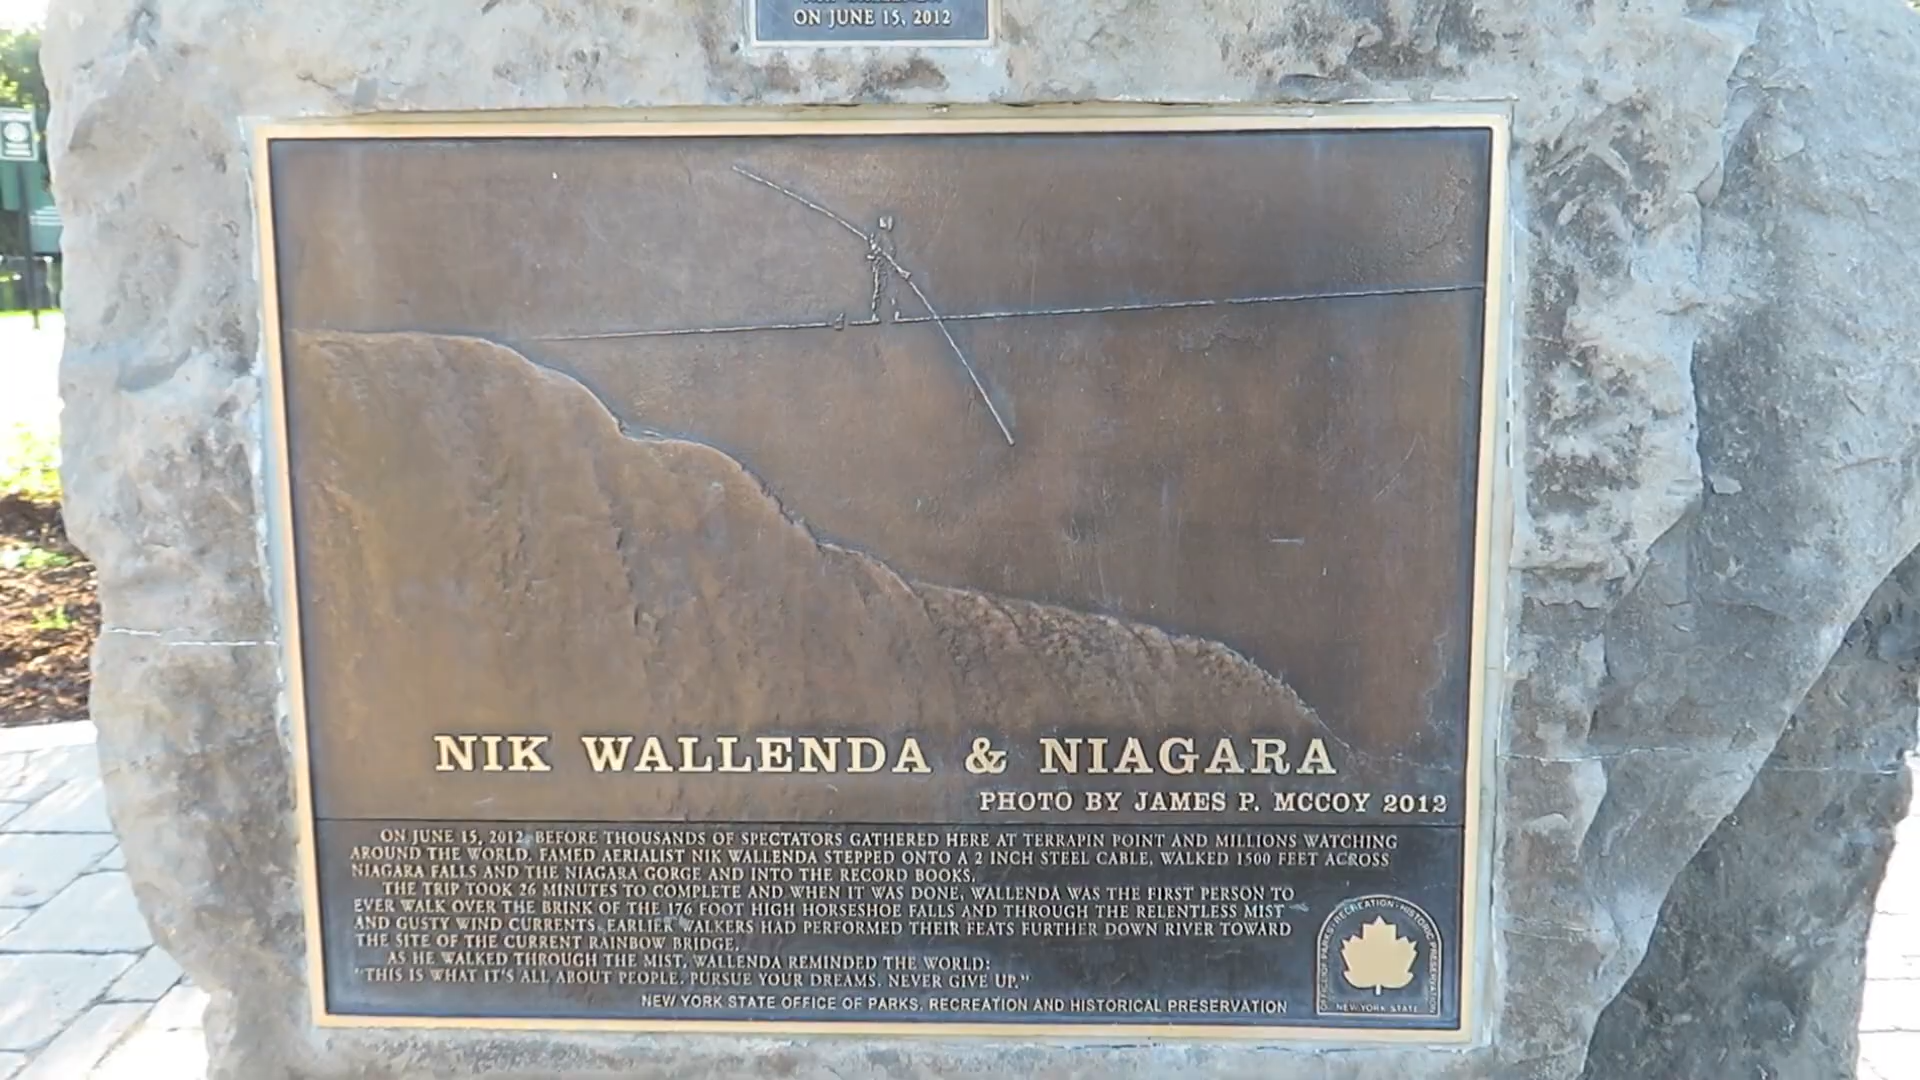 ON JUNE 15, 2012
NIK WALLENDA & NIAGARA
PHOTO BY JAMES P. MCCOY 2012
ON JUNE 15, 2012, BEFORE THOUSANDS OF SPECTATORS GATHERED HERE AT TERRAPIN POINT AND MILLIONS WATCHING
AROUND THE WORLD, FAMED AERIALIST NIK WALLENDA STEPPED ONTO A 2 INCH STEEL CABLE, WALKED 1500 FEET ACROSS
NIAGARA FALLS AND THE NIAGARA GORGE AND INTO THE RECORD BOOKS.
THE TRIP TOOK 26 MINUTES TO COMPLETE AND WHEN IT WAS DONE, WALLENDA WAS THE FIRST PERSON TO
EVER WALK OVER THE BRINK OF THE 176 FOOT HIGH HORSESHOE FALLS AND THROUGH THE RELENTLESS MIST
AND GUSTY WIND CURRENTS. EARLIER WALKERS HAD PERFORMED THEIR FEATS FURTHER DOWN RIVER TOWARD
THE SITE OF THE CURRENT RAINBOW BRIDGE.
AS HE WALKED THROUGH THE MIST, WALLENDA REMINDED THE WORLD:
"THIS IS WHAT IT'S ALL ABOUT PEOPLE. PURSUE YOUR DREAMS. NEVER GIVE UP."
NEW YORK STATE OFFICE OF PARKS, RECREATION AND HISTORICAL PRESERVATION
OFFICE OF PARKS · RECREATION · HISTORIC PRESERVATION
NEW YORK STATE